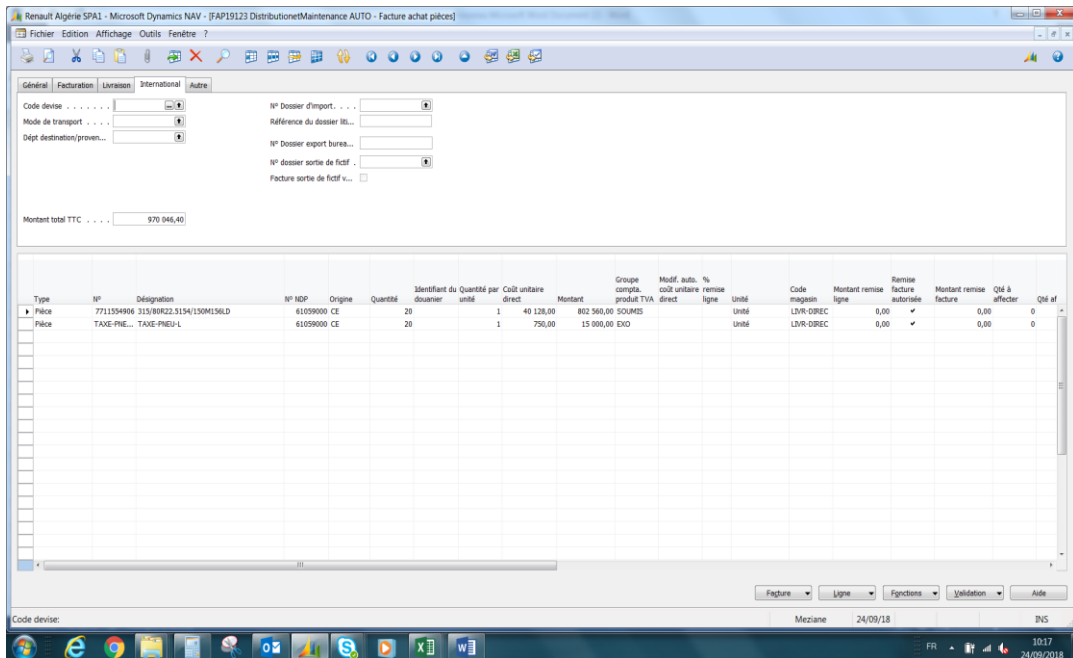 Renault Algérie SPA1 - Microsoft Dynamics NAV - [FAP19123 DistributionetMaintenance AUTO - Facture achat pièces]
Fichier Edition Affichage Outils Fenêtre ?
Général Facturation Livraison International Autre
Code devise . . . . . . . N° Dossier d'import. . . .
Mode de transport . . . . Référence du dossier liti...
Dépt destination/proven...
N° Dossier export burea...
N° dossier sortie de fictif .
Facture sortie de fictif v...
Montant total TTC . . . . 970 046,40
Type N° Désignation N° NDP Origine Quantité Identifiant du douanier Quantité par unité Coût unitaire direct Montant Groupe compta. produit TVA Modif. auto. coût unitaire direct % remise ligne Unité Code magasin Montant remise ligne Remise facture autorisée Montant remise facture Qté à affecter Qté af
Pièce 7711554906 315/80R22.5154/150M156LD 61059000 CE 20 1 40 128,00 802 560,00 SOUMIS Unité LIVR-DIREC 0,00 ✔ 0,00 0
Pièce TAXE-PNE... TAXE-PNEU-L 61059000 CE 20 1 750,00 15 000,00 EXO Unité LIVR-DIREC 0,00 ✔ 0,00 0
Facture Ligne Fonctions Validation Aide
Code devise: Meziane 24/09/18 INS
FR 10:17
24/09/2018